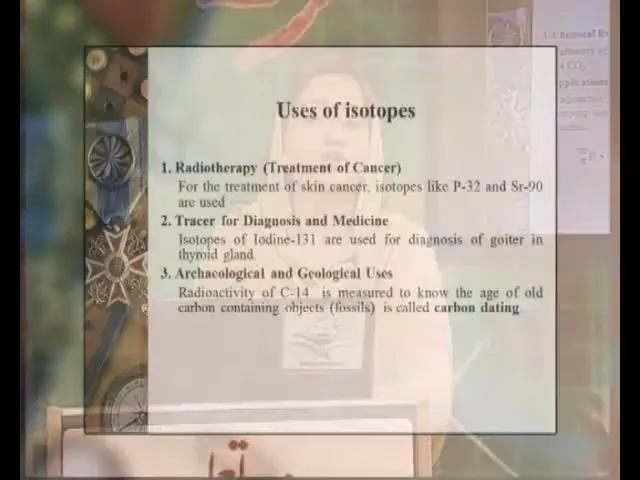 Uses of isotopes
1. Radiotherapy (Treatment of Cancer)
For the treatment of skin cancer, isotopes like P-32 and Sr-90
are used
2. Tracer for Diagnosis and Medicine
Isotopes of Iodine-131 are used for diagnosis of goiter in
thyroid gland.
3. Archacological and Geological Uses
Radioactivity of C-14 is measured to know the age of old
carbon containing objects (fossils) is called carbon dating